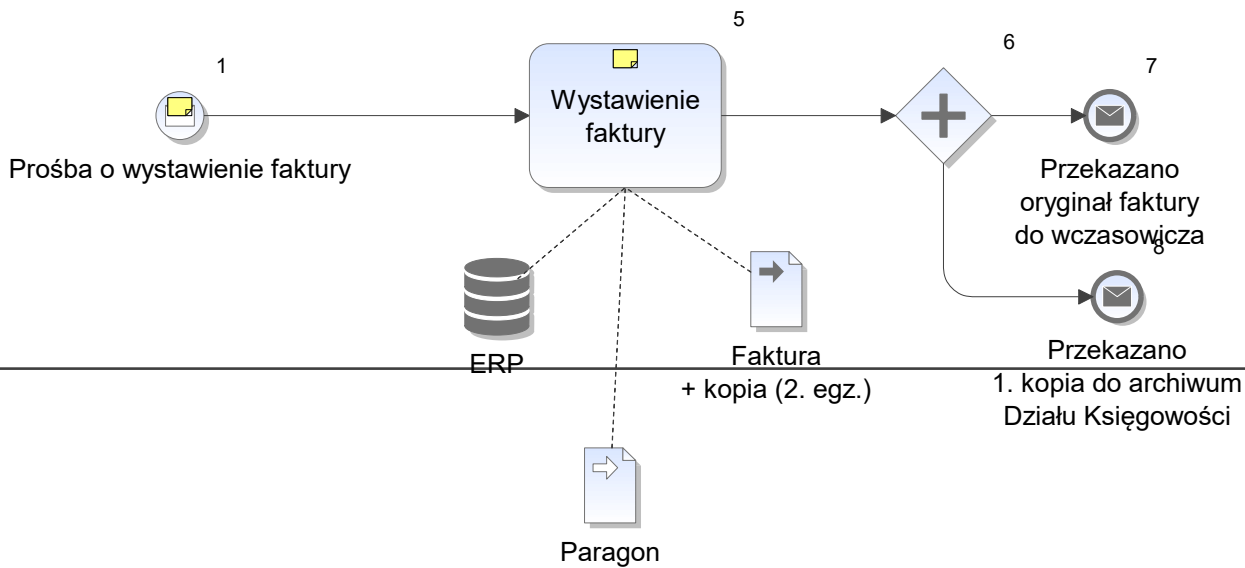 5
6
1
7
Wystawienie
faktury
Prośba o wystawienie faktury
Przekazano
oryginał faktury
do wczasowicza
8
ERP
Faktura
+ kopia (2. egz.)
Przekazano
1. kopia do archiwum
Działu Księgowości
Paragon